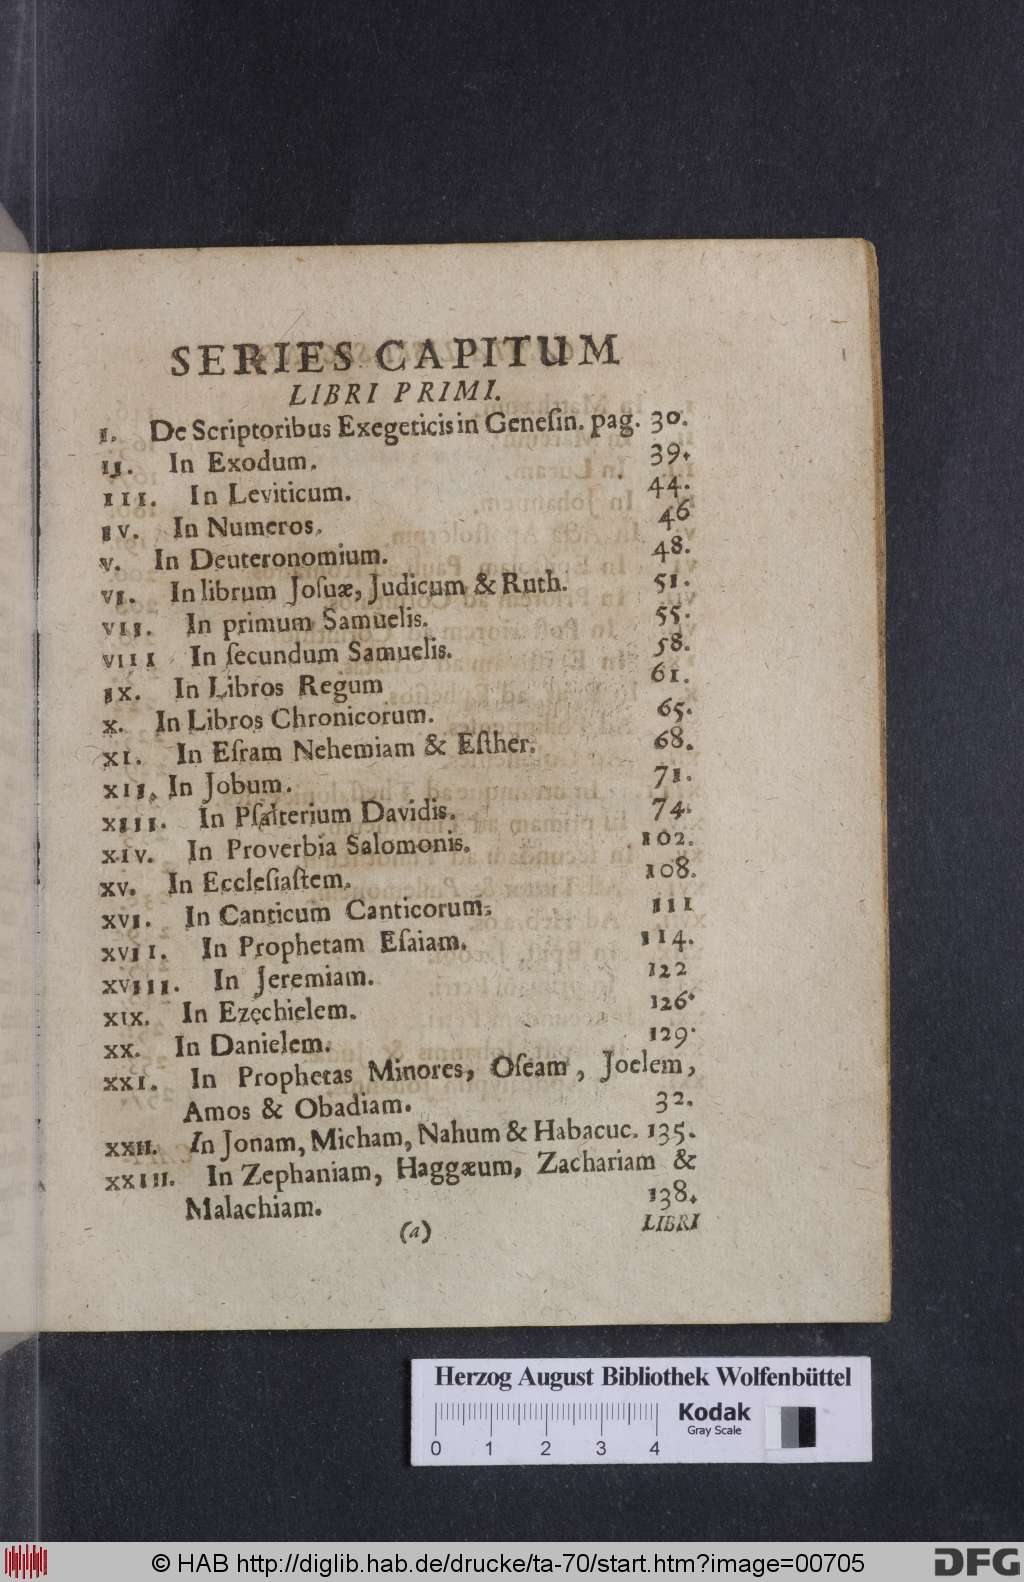 SERIES CAPITUM
LIBRI PRIMI.
I. De Scriptoribus Exegeticis in Geneſin. pag. 30.
II. In Exodum. 39.
III. In Leviticum. 44.
IV. In Numeros. 46
V. In Deuteronomium. 48.
VI. In librum Joſuæ, Judicum & Ruth. 51.
VII. In primum Samuelis. 55.
VIII In ſecundum Samuelis. 58.
IX. In Libros Regum 61.
X. In Libros Chronicorum. 65.
XI. In Eſram Nehemiam & Eſther. 68.
XII. In Jobum. 71.
XIII. In Pſalterium Davidis. 74.
XIV. In Proverbia Salomonis. 102.
XV. In Eccleſiaſtem. 108.
XVI. In Canticum Canticorum. 111
XVII. In Prophetam Eſaiam. 114.
XVIII. In Jeremiam. 122
XIX. In Ezechielem. 126.
XX. In Danielem. 129.
XXI. In Prophetas Minores, Oſeam, Joelem,
Amos & Obadiam. 32.
XXII. In Jonam, Micham, Nahum & Habacuc. 135.
XXIII. In Zephaniam, Haggæum, Zachariam &
Malachiam. 138.
(a) LIBRI
Herzog August Bibliothek Wolfenbüttel
0 1 2 3 4
Kodak
Gray Scale
© HAB http://diglib.hab.de/drucke/ta-70/start.htm?image=00705
DFG